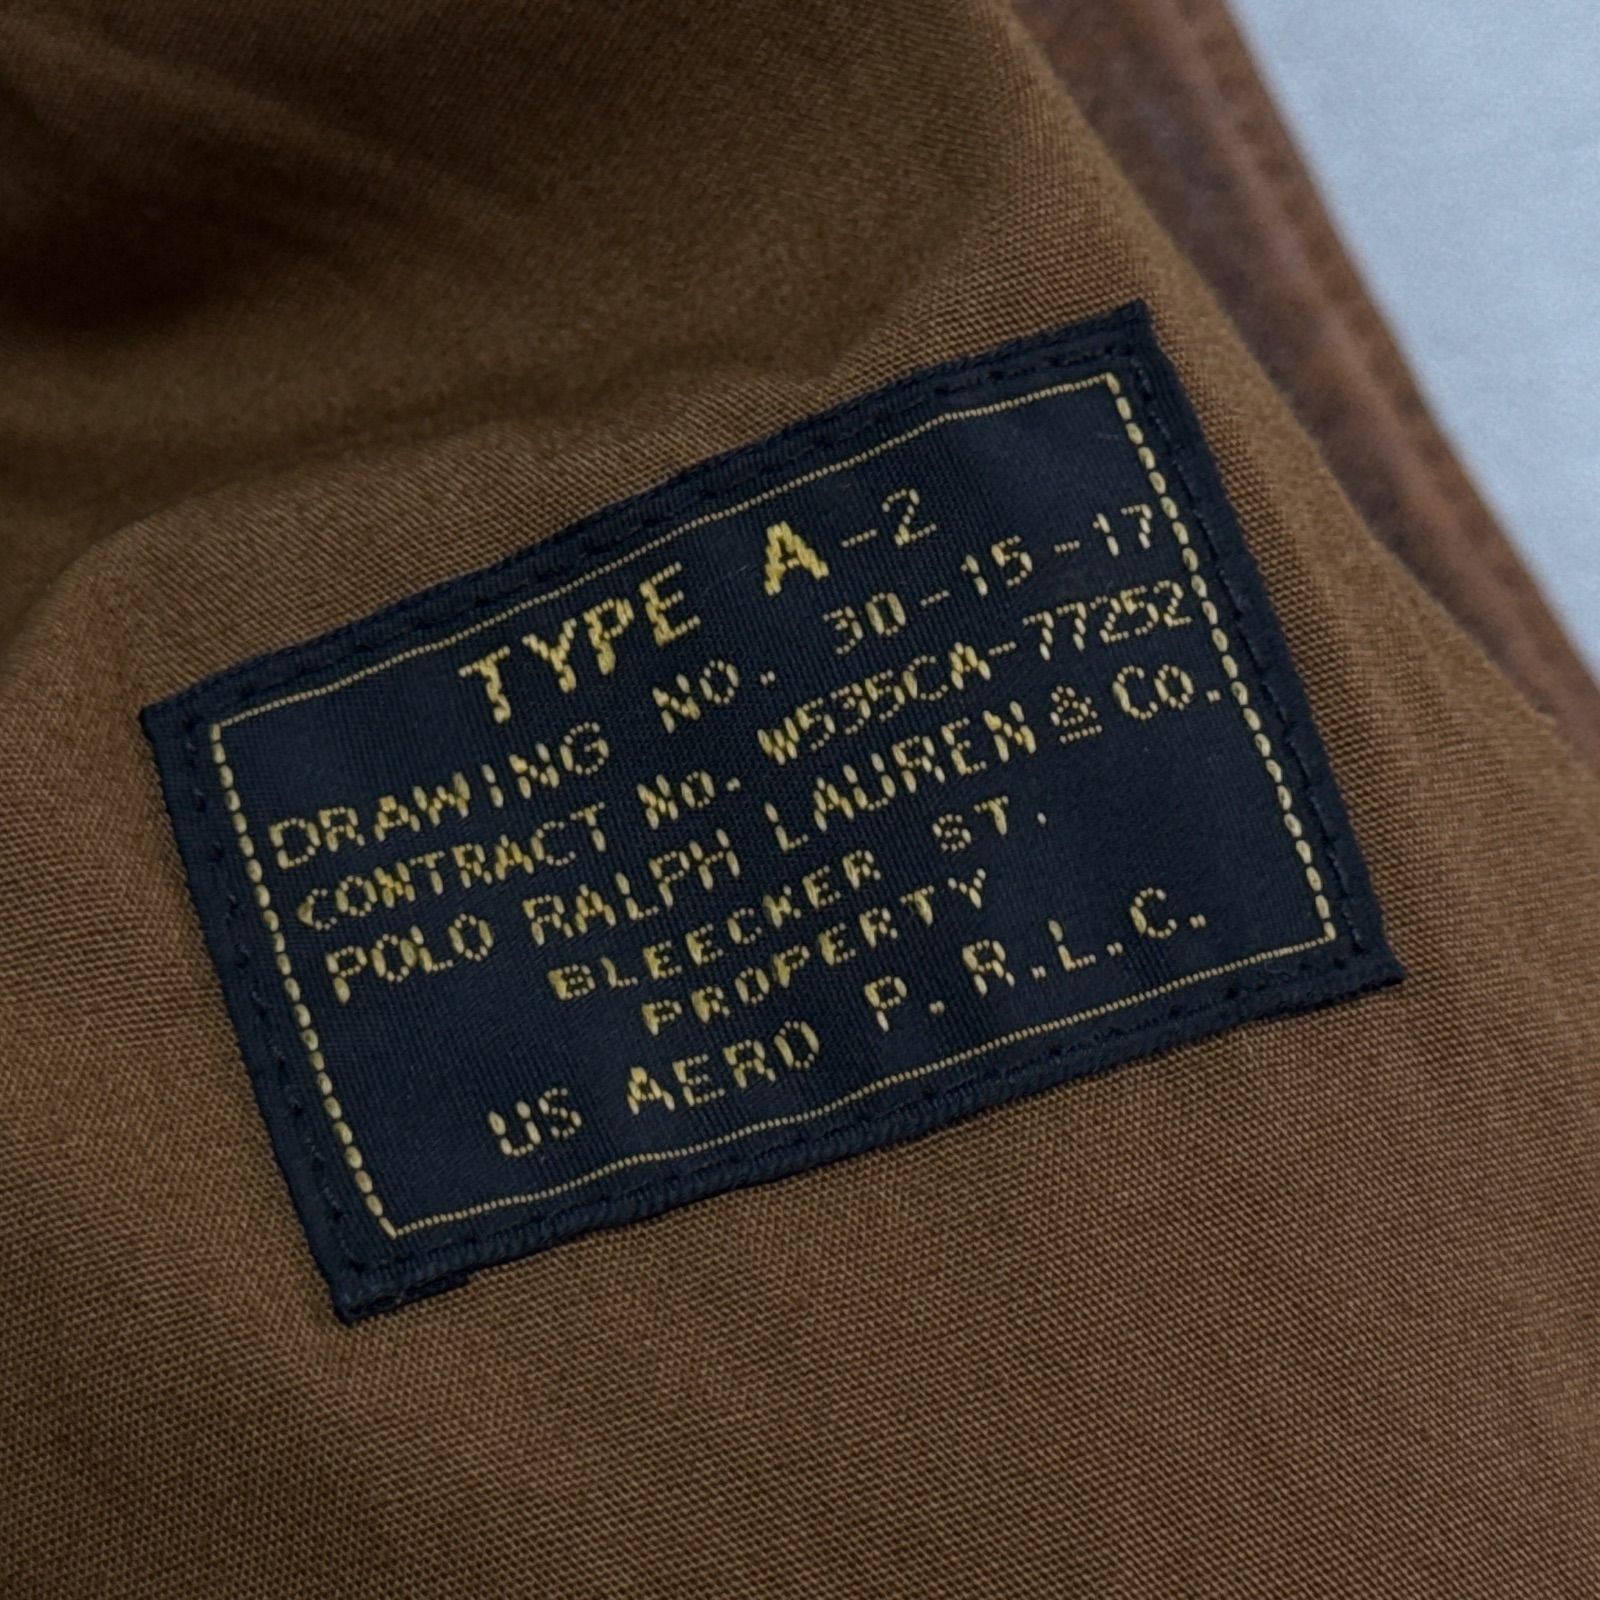 TYPE A-2
DRAWING NO. 30-15-17
CONTRACT No. W535CA-77252
POLO RALPH LAUREN & Co.
BLEECKER ST.
PROPERTY
US AERO P.R.L.C.